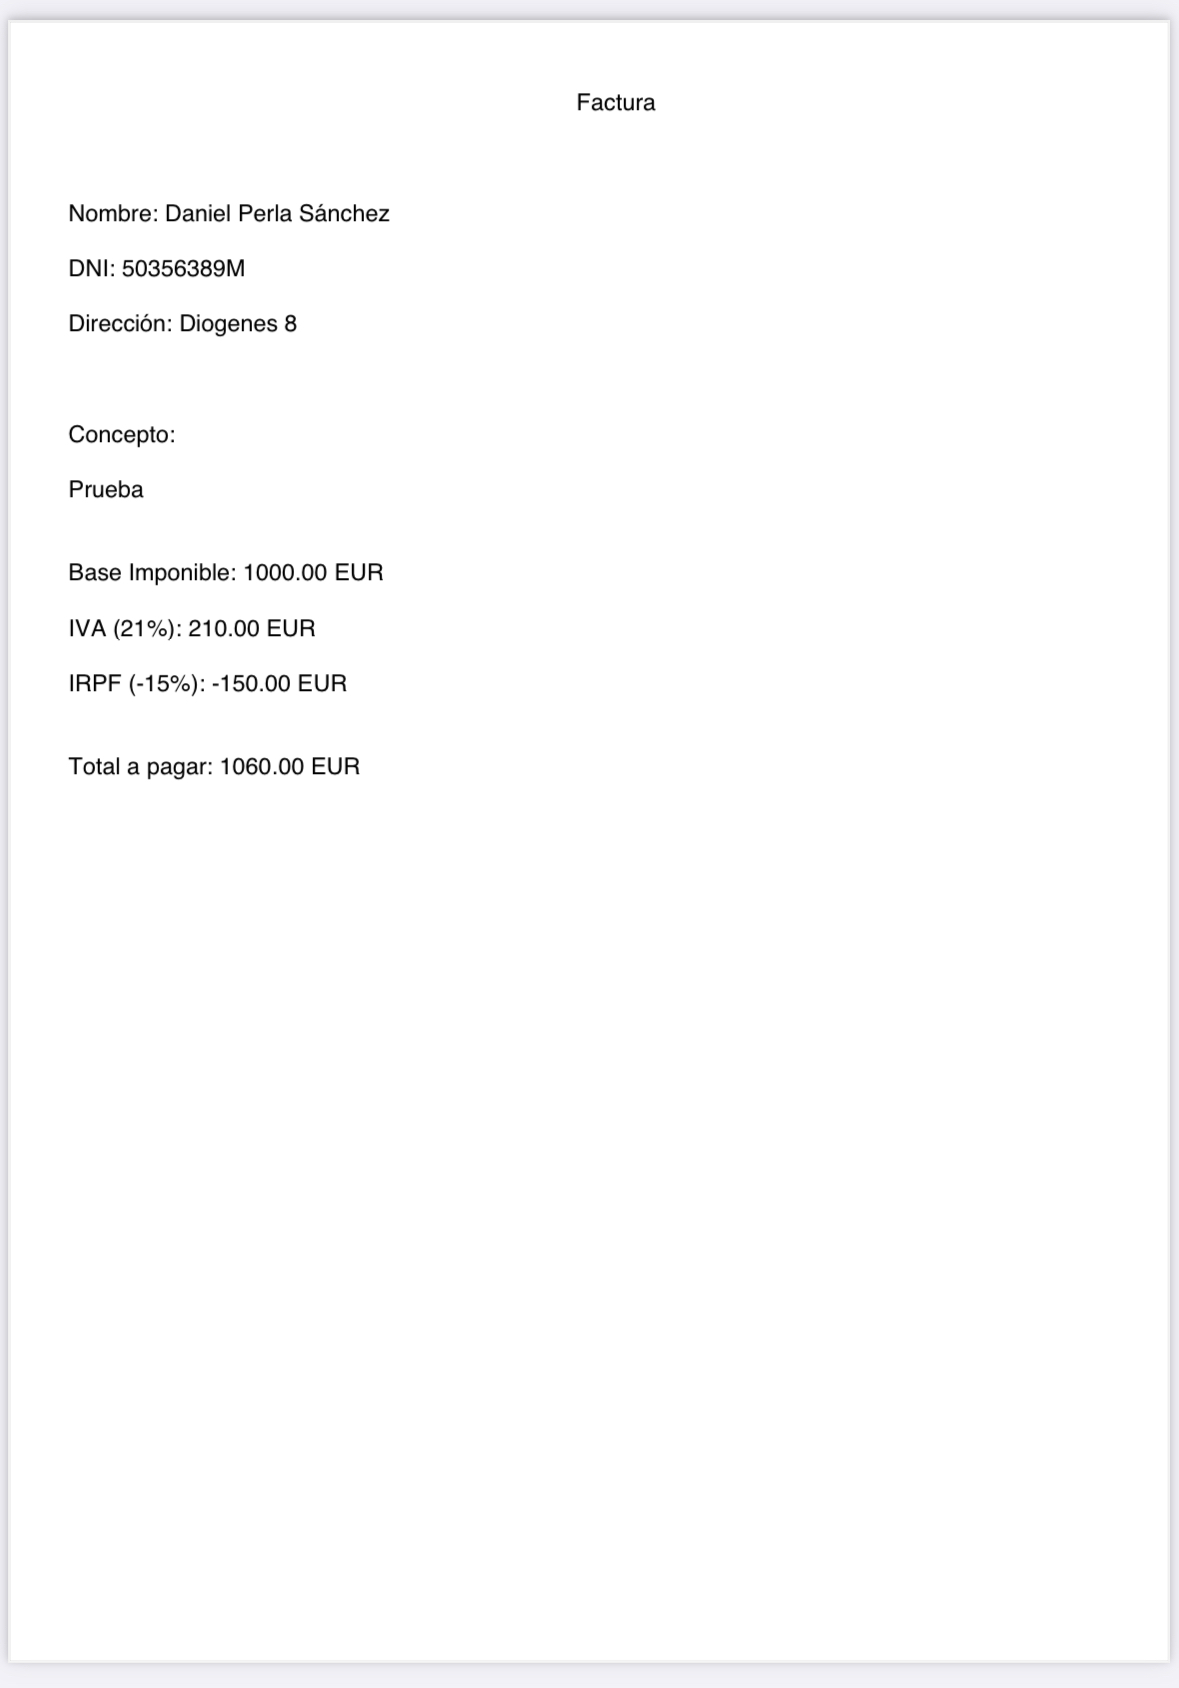 Factura
Nombre: Daniel Perla Sánchez
DNI: 50356389M
Dirección: Diogenes 8
Concepto:
Prueba
Base Imponible: 1000.00 EUR
IVA (21%): 210.00 EUR
IRPF (-15%): -150.00 EUR
Total a pagar: 1060.00 EUR